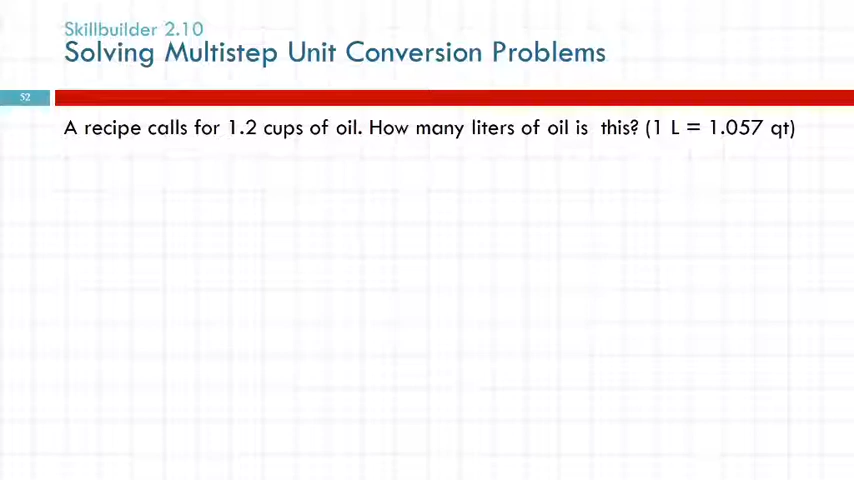 Skillbuilder 2.10
Solving Multistep Unit Conversion Problems
52
A recipe calls for 1.2 cups of oil. How many liters of oil is  this? (1 L = 1.057 qt)